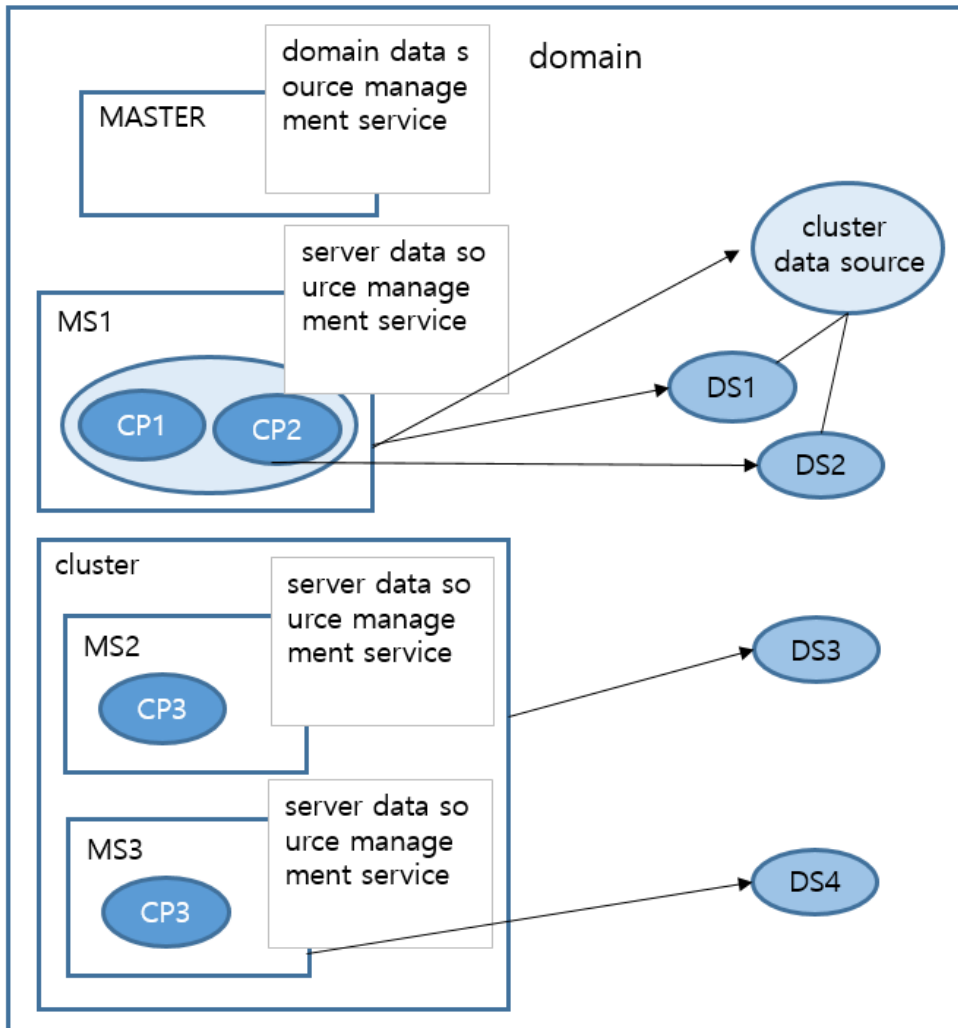 domain
domain data s
ource manage
ment service
MASTER
cluster
data source
server data so
urce manage
ment service
MS1
CP1
CP2
DS1
DS2
cluster
server data so
urce manage
ment service
MS2
CP3
DS3
server data so
urce manage
ment service
MS3
CP3
DS4